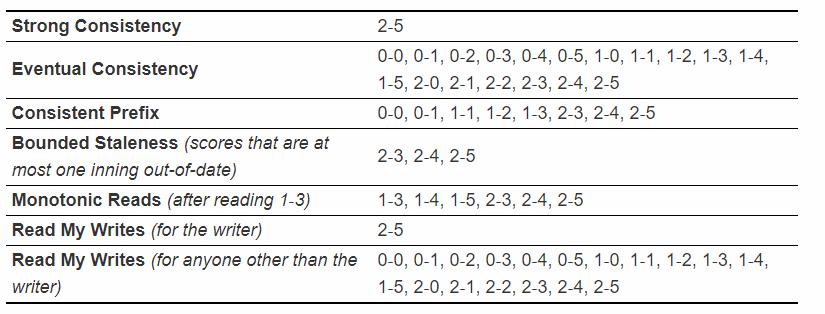 Strong Consistency 2-5
Eventual Consistency 0-0, 0-1, 0-2, 0-3, 0-4, 0-5, 1-0, 1-1, 1-2, 1-3, 1-4,
1-5, 2-0, 2-1, 2-2, 2-3, 2-4, 2-5
Consistent Prefix 0-0, 0-1, 1-1, 1-2, 1-3, 2-3, 2-4, 2-5
Bounded Staleness (scores that are at
most one inning out-of-date) 2-3, 2-4, 2-5
Monotonic Reads (after reading 1-3) 1-3, 1-4, 1-5, 2-3, 2-4, 2-5
Read My Writes (for the writer) 2-5
Read My Writes (for anyone other than the 0-0, 0-1, 0-2, 0-3, 0-4, 0-5, 1-0, 1-1, 1-2, 1-3, 1-4,
writer) 1-5, 2-0, 2-1, 2-2, 2-3, 2-4, 2-5